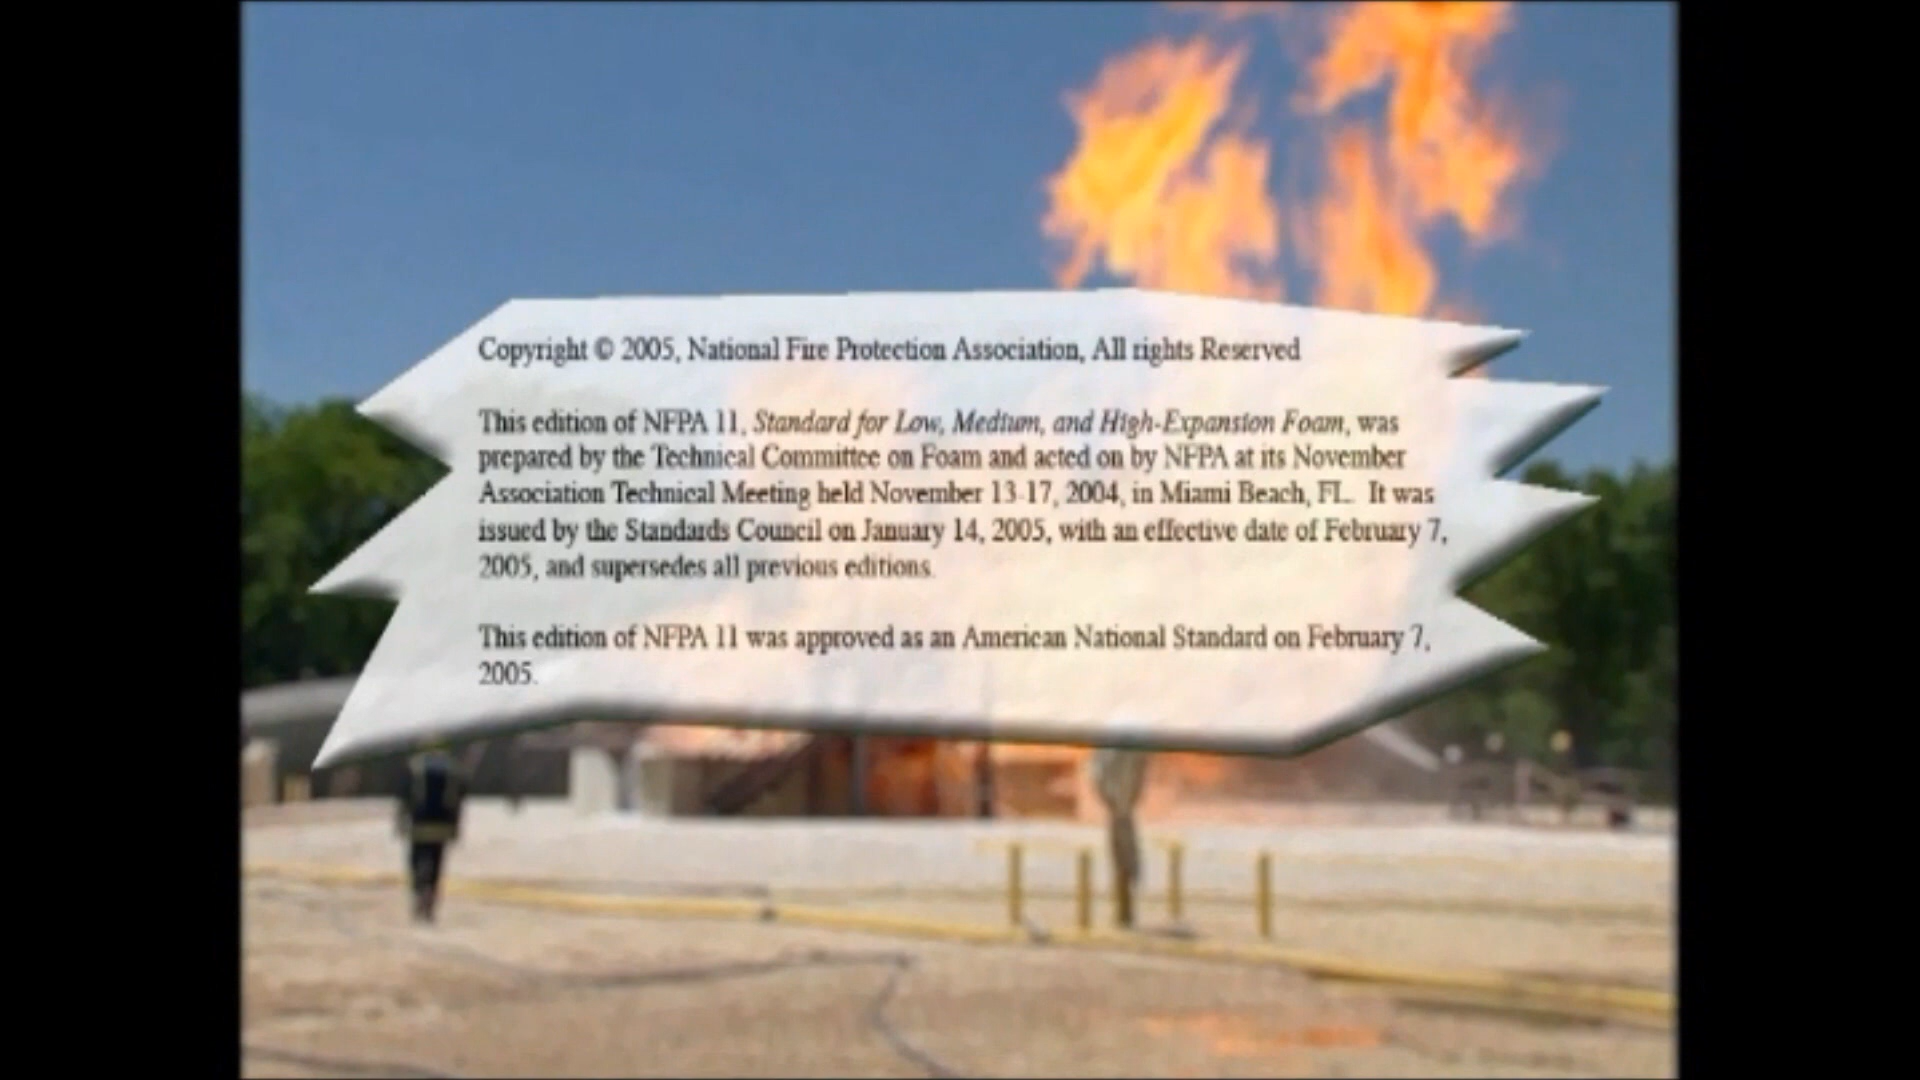 Copyright © 2005, National Fire Protection Association, All rights Reserved
This edition of NFPA 11, Standard for Low, Medium, and High-Expansion Foam, was
prepared by the Technical Committee on Foam and acted on by NFPA at its November
Association Technical Meeting held November 13-17, 2004, in Miami Beach, FL. It was
issued by the Standards Council on January 14, 2005, with an effective date of February 7,
2005, and supersedes all previous editions.
This edition of NFPA 11 was approved as an American National Standard on February 7,
2005.